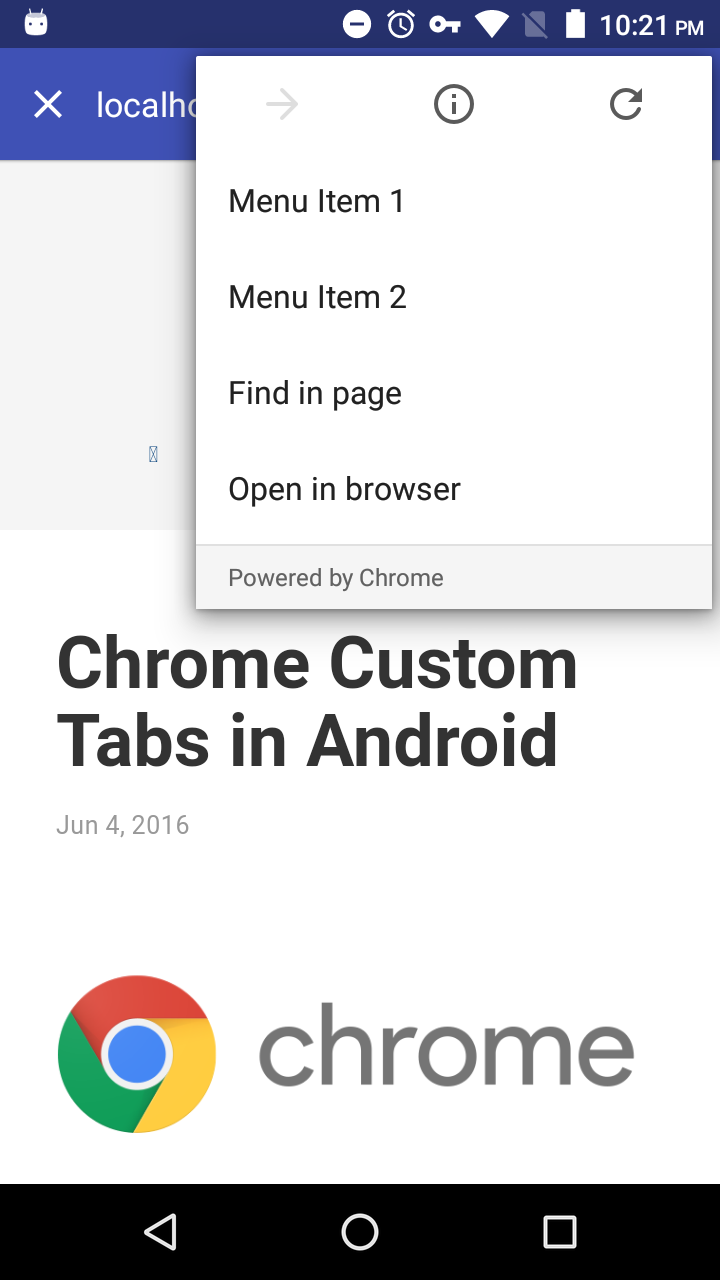 10:21 PM
localho
Menu Item 1
Menu Item 2
Find in page
Open in browser
Powered by Chrome
Chrome Custom
Tabs in Android
Jun 4, 2016
chrome